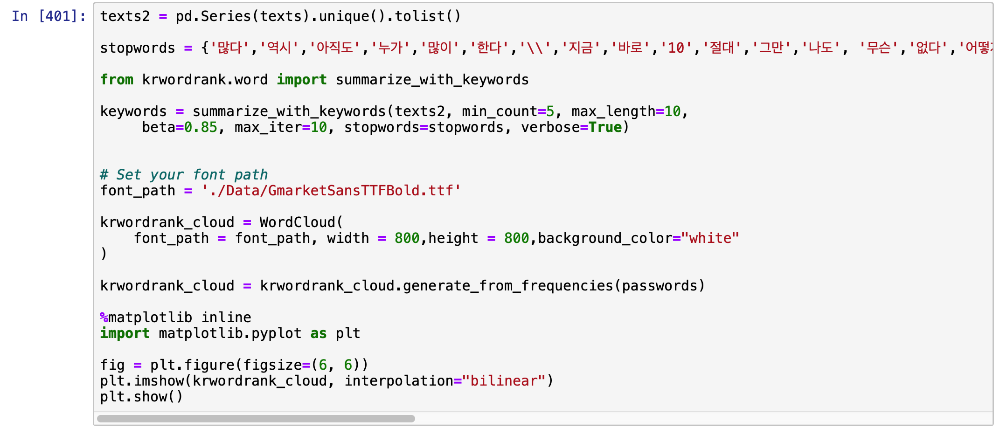 In [401]:
texts2 = pd.Series(texts).unique().tolist()
stopwords = {'많다','역시','아직도','누가','많이','한다','\\','지금','바로','10','절대','그만','나도', '무슨','없다',
from krwordrank.word import summarize_with_keywords
keywords = summarize_with_keywords(texts2, min_count=5, max_length=10,
beta=0.85, max_iter=10, stopwords=stopwords, verbose=True)
# Set your font path
font_path = './Data/GmarketSansTTFBold.ttf'
krwordrank_cloud = WordCloud(
font_path = font_path, width = 800,height = 800,background_color="white"
)
krwordrank_cloud = krwordrank_cloud.generate_from_frequencies(passwords)
%matplotlib inline
import matplotlib.pyplot as plt
fig = plt.figure(figsize=(6, 6))
plt.imshow(krwordrank_cloud, interpolation="bilinear")
plt.show()